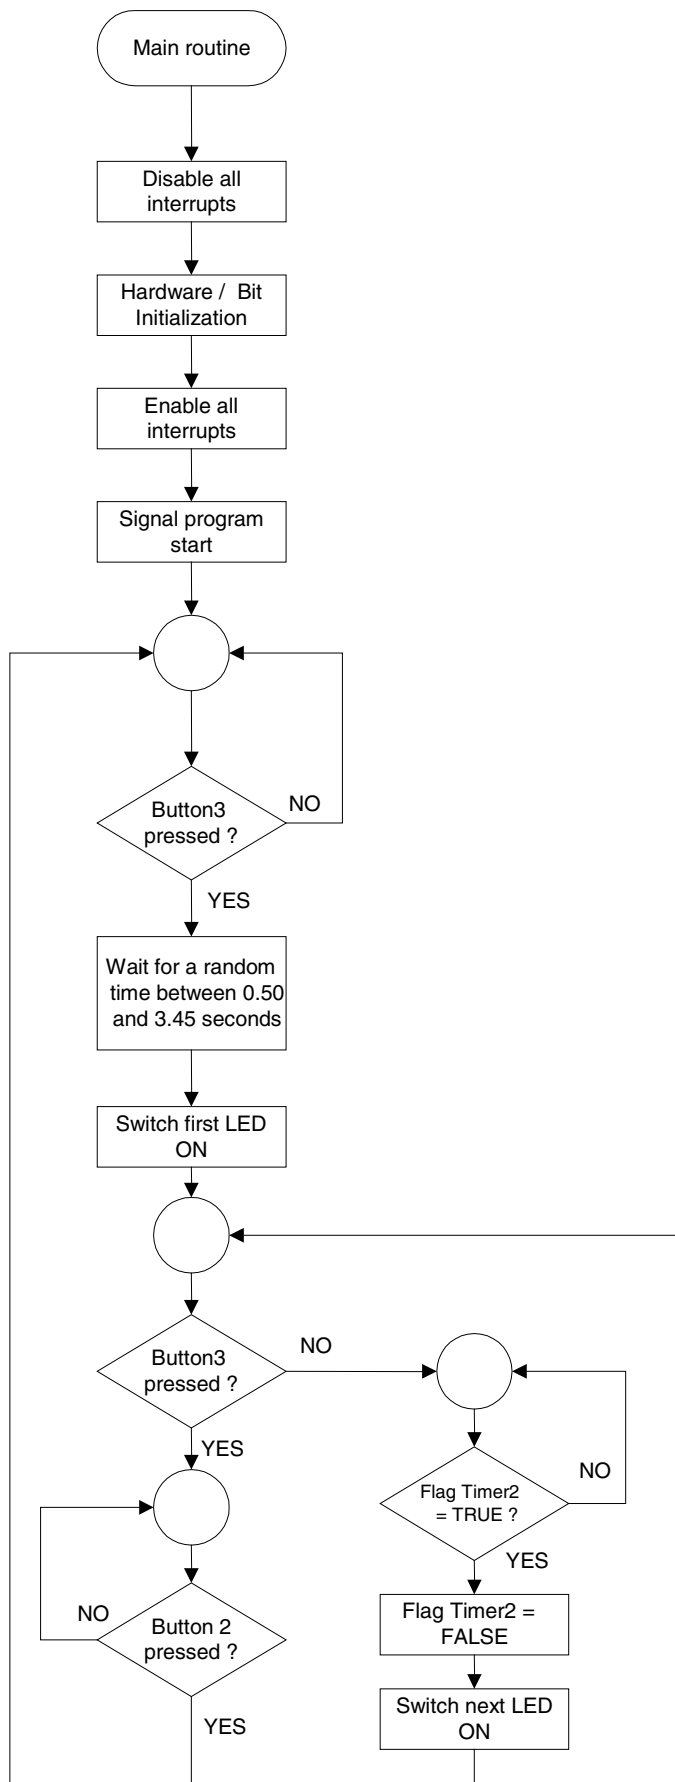 Main routine
Disable all
interrupts
Hardware / Bit
Initialization
Enable all
interrupts
Signal program
start
Button3
pressed ?
NO
YES
Wait for a random
time between 0.50
and 3.45 seconds
Switch first LED
ON
Button3
pressed ?
NO
YES
Flag Timer2
= TRUE ?
NO
YES
Button 2
pressed ?
NO
YES
Flag Timer2 =
FALSE
Switch next LED
ON